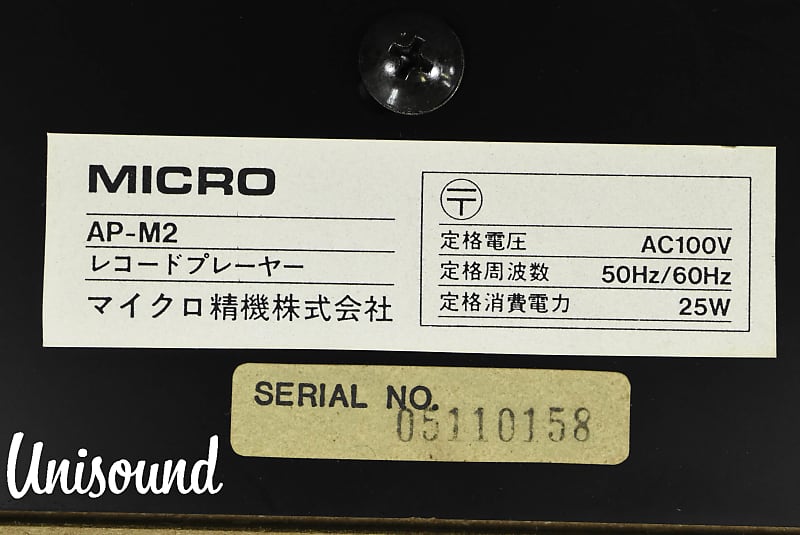 MICRO
AP-M2
レコードプレーヤー
マイクロ精機株式会社
〒
定格電圧 AC100V
定格周波数 50Hz/60Hz
定格消費電力 25W
SERIAL NO.
05110158
Unisound